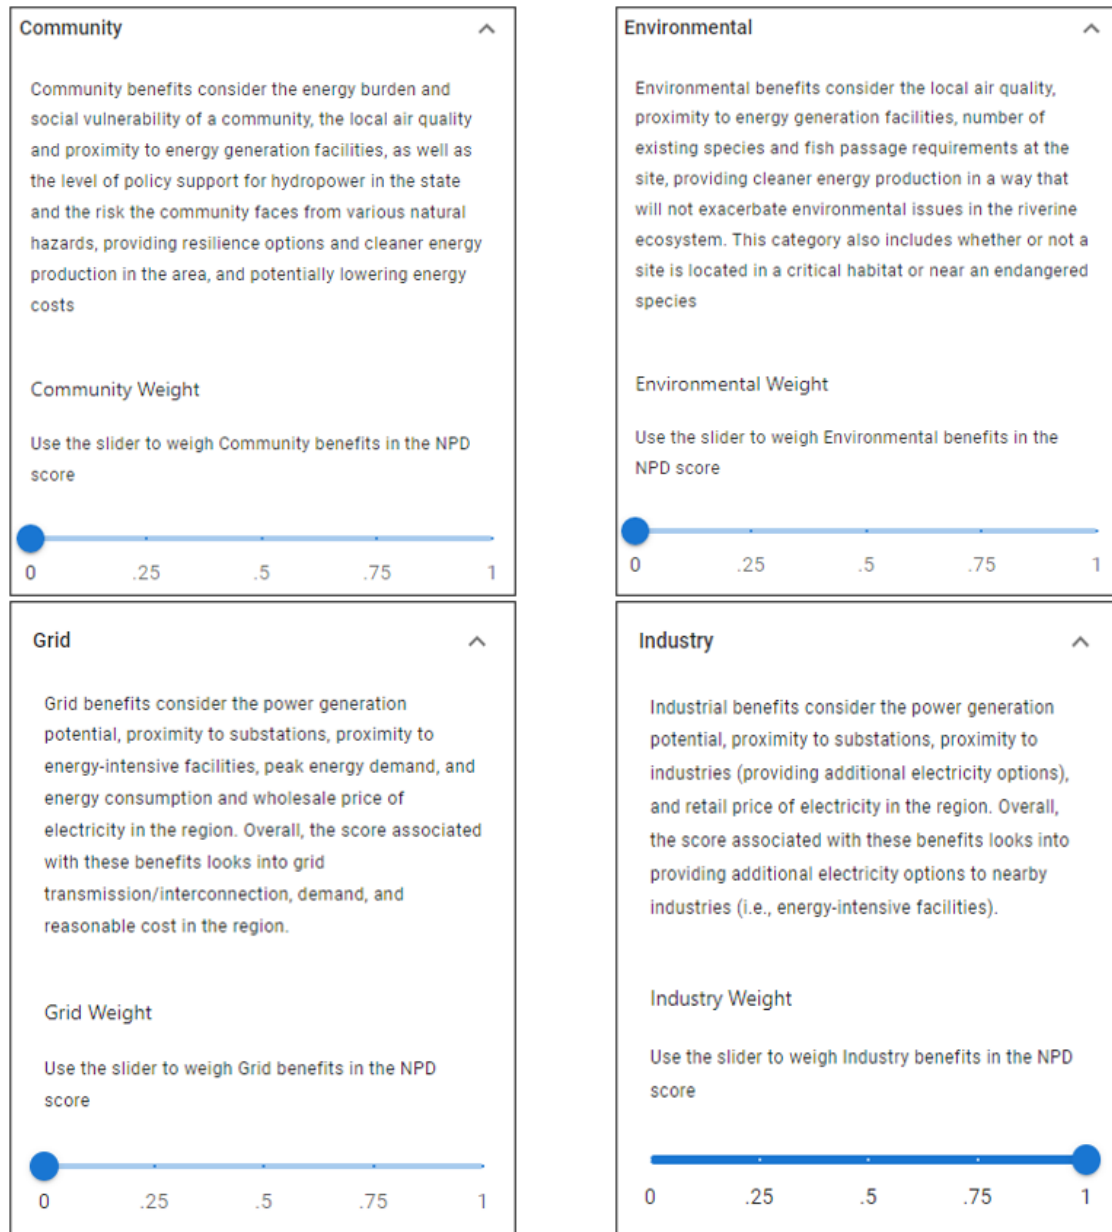 Community
Community benefits consider the energy burden and
social vulnerability of a community, the local air quality
and proximity to energy generation facilities, as well as
the level of policy support for hydropower in the state
and the risk the community faces from various natural
hazards, providing resilience options and cleaner energy
production in the area, and potentially lowering energy
costs
Community Weight
Use the slider to weigh Community benefits in the NPD
score
0 .25 .5 .75 1
Environmental
Environmental benefits consider the local air quality,
proximity to energy generation facilities, number of
existing species and fish passage requirements at the
site, providing cleaner energy production in a way that
will not exacerbate environmental issues in the riverine
ecosystem. This category also includes whether or not a
site is located in a critical habitat or near an endangered
species
Environmental Weight
Use the slider to weigh Environmental benefits in the
NPD score
0 .25 .5 .75 1
Grid
Grid benefits consider the power generation
potential, proximity to substations, proximity to
energy-intensive facilities, peak energy demand, and
energy consumption and wholesale price of
electricity in the region. Overall, the score associated
with these benefits looks into grid
transmission/interconnection, demand, and
reasonable cost in the region.
Grid Weight
Use the slider to weigh Grid benefits in the NPD
score
0 .25 .5 .75 1
Industry
Industrial benefits consider the power generation
potential, proximity to substations, proximity to
industries (providing additional electricity options),
and retail price of electricity in the region. Overall,
the score associated with these benefits looks into
providing additional electricity options to nearby
industries (i.e., energy-intensive facilities).
Industry Weight
Use the slider to weigh Industry benefits in the NPD
score
0 .25 .5 .75 1